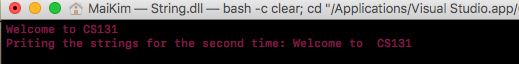 MaiKim — String.dll — bash -c clear; cd "/Applications/Visual Studio.app/
Welcome to CS131
Priting the strings for the second time: Welcome to  CS131